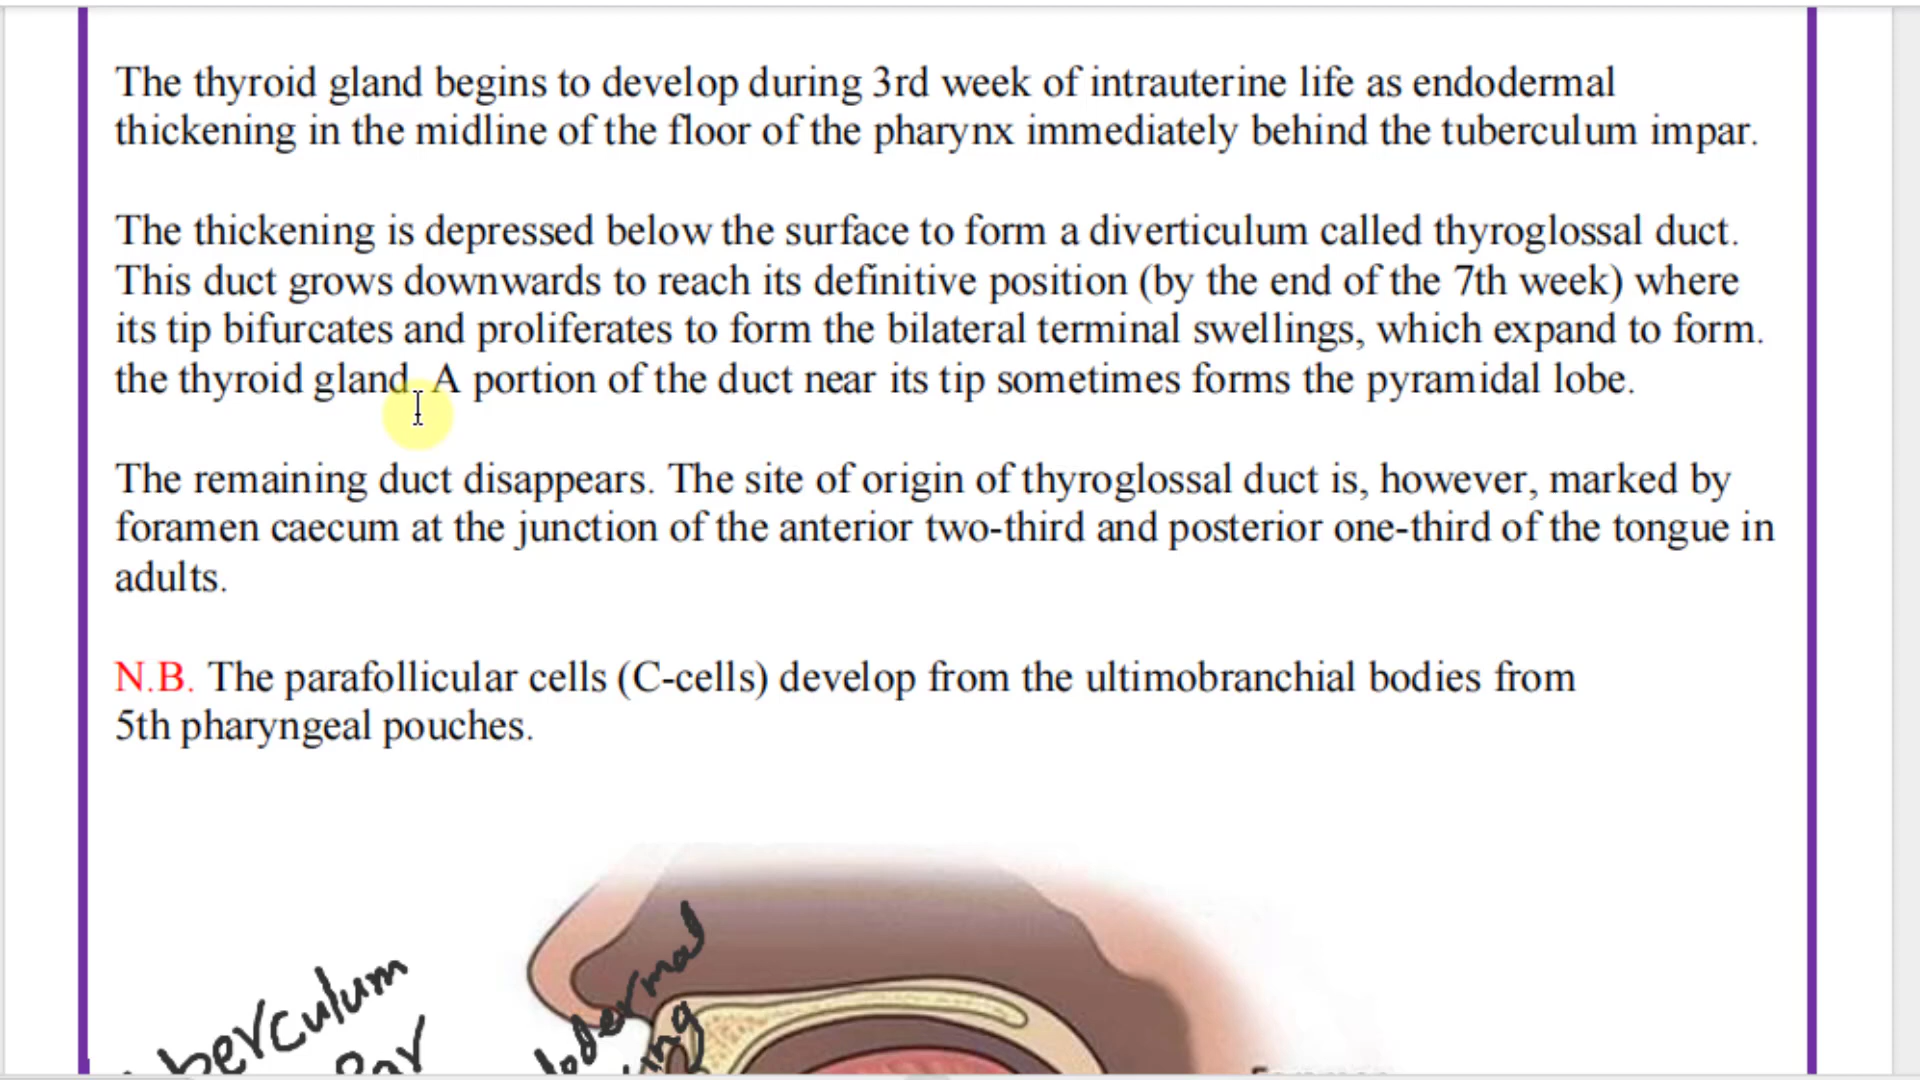 The thyroid gland begins to develop during 3rd week of intrauterine life as endodermal
thickening in the midline of the floor of the pharynx immediately behind the tuberculum impar.
The thickening is depressed below the surface to form a diverticulum called thyroglossal duct.
This duct grows downwards to reach its definitive position (by the end of the 7th week) where
its tip bifurcates and proliferates to form the bilateral terminal swellings, which expand to form.
the thyroid gland. A portion of the duct near its tip sometimes forms the pyramidal lobe.
The remaining duct disappears. The site of origin of thyroglossal duct is, however, marked by
foramen caecum at the junction of the anterior two-third and posterior one-third of the tongue in
adults.
N.B. The parafollicular cells (C-cells) develop from the ultimobranchial bodies from
5th pharyngeal pouches.